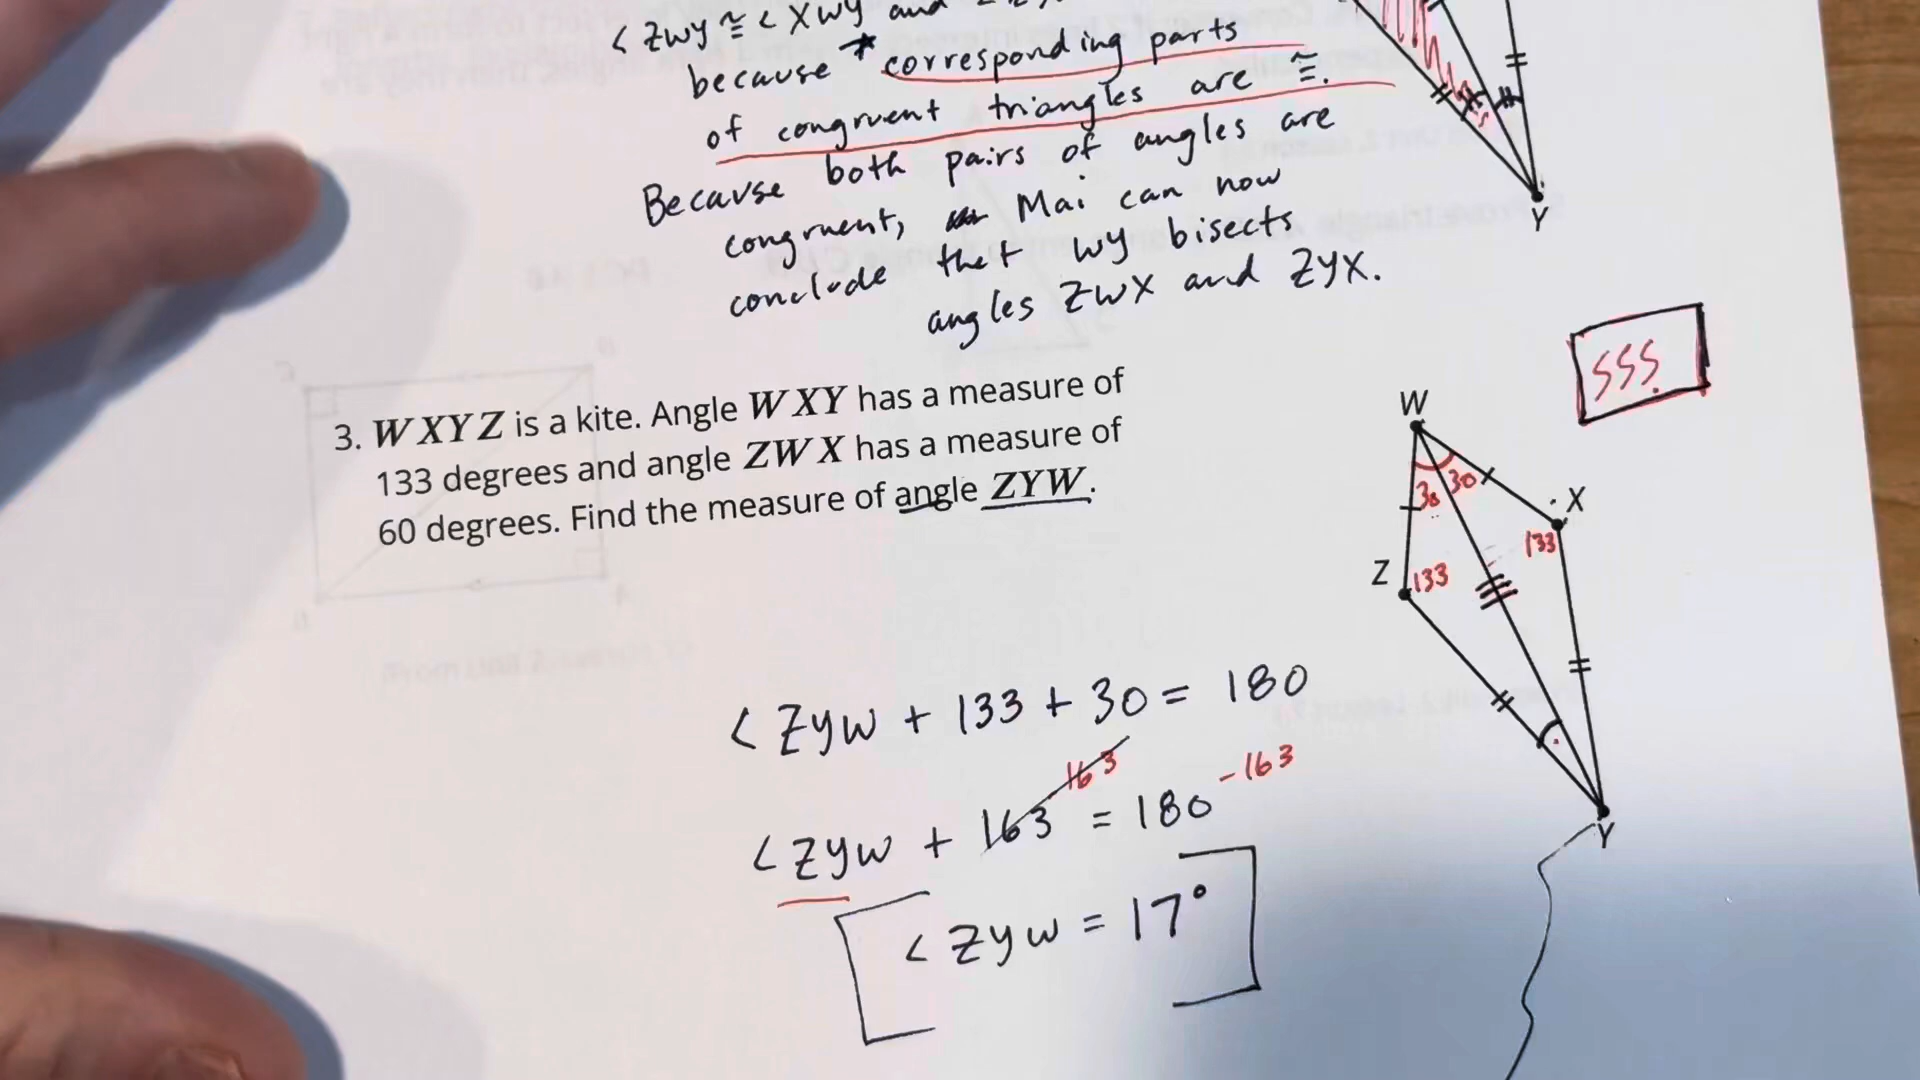 < ZWY ≅ < XWY and
because * corresponding parts
of congruent triangles are ≅.
Because both pairs of angles are
congruent, Mai can now
conclude that WY bisects
angles ZWX and ZYX.
Y
SSS
3. WXYZ is a kite. Angle WXY has a measure of
133 degrees and angle ZWX has a measure of
60 degrees. Find the measure of angle ZYW.
W
30 30
X
133
Z 133
Y
< ZYW + 133 + 30 = 180
163 -163
< ZYW + 163 = 180
< ZYW = 17°